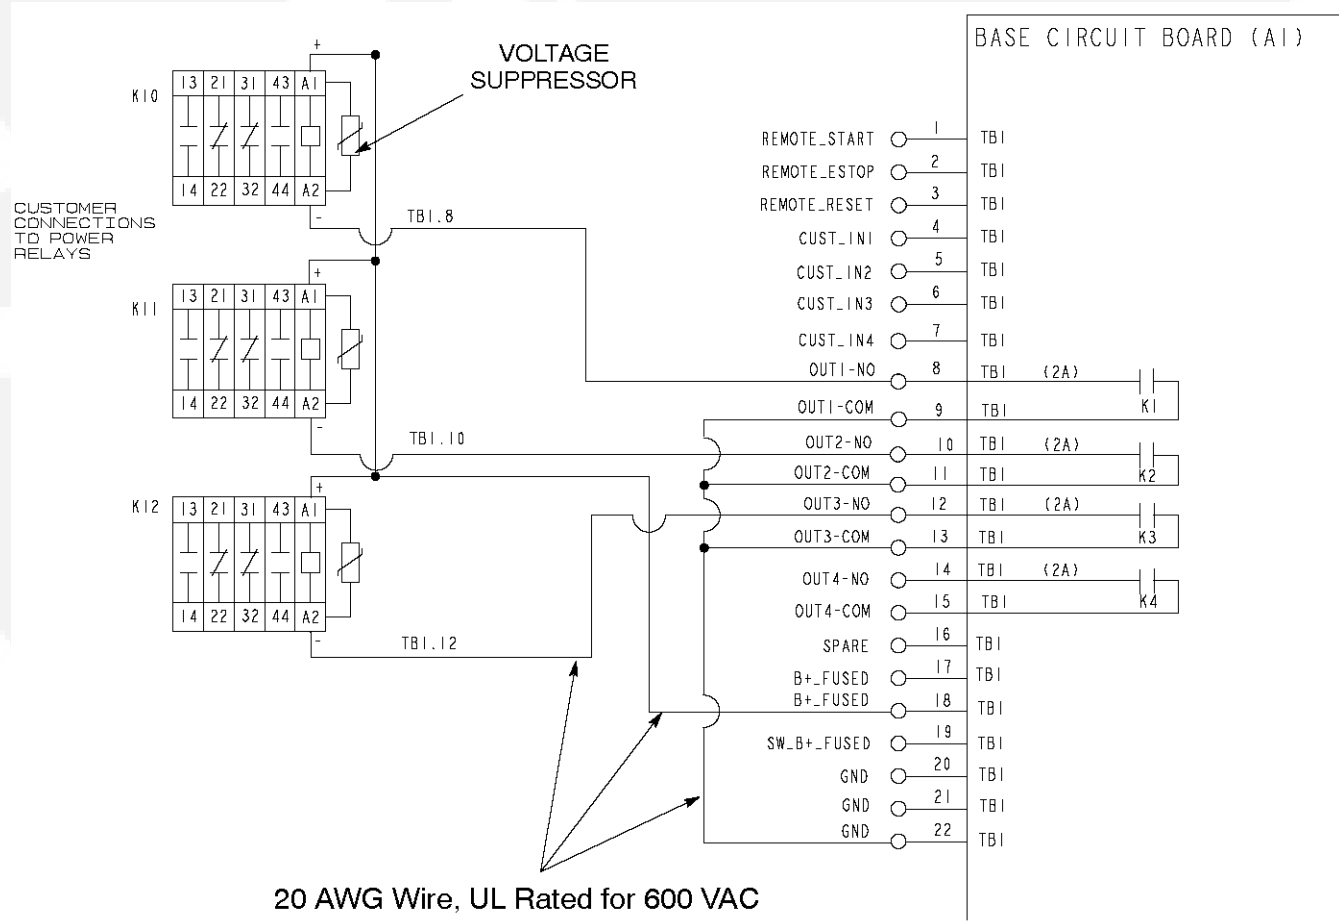 BASE CIRCUIT BOARD (A1)
VOLTAGE
SUPPRESSOR
+
K10
13 21 31 43 A1
14 22 32 44 A2
-
TB1.8
CUSTOMER
CONNECTIONS
TO POWER
RELAYS
+
K11
13 21 31 43 A1
14 22 32 44 A2
-
TB1.10
+
K12
13 21 31 43 A1
14 22 32 44 A2
-
TB1.12
REMOTE_START 1 TB1
REMOTE_ESTOP 2 TB1
REMOTE_RESET 3 TB1
CUST_IN1 4 TB1
CUST_IN2 5 TB1
CUST_IN3 6 TB1
CUST_IN4 7 TB1
OUT1-NO 8 TB1 (2A)
K1
OUT1-COM 9 TB1
OUT2-NO 10 TB1 (2A)
K2
OUT2-COM 11 TB1
OUT3-NO 12 TB1 (2A)
K3
OUT3-COM 13 TB1
OUT4-NO 14 TB1 (2A)
K4
OUT4-COM 15 TB1
SPARE 16 TB1
B+_FUSED 17 TB1
B+_FUSED 18 TB1
SW_B+_FUSED 19 TB1
GND 20 TB1
GND 21 TB1
GND 22 TB1
20 AWG Wire, UL Rated for 600 VAC